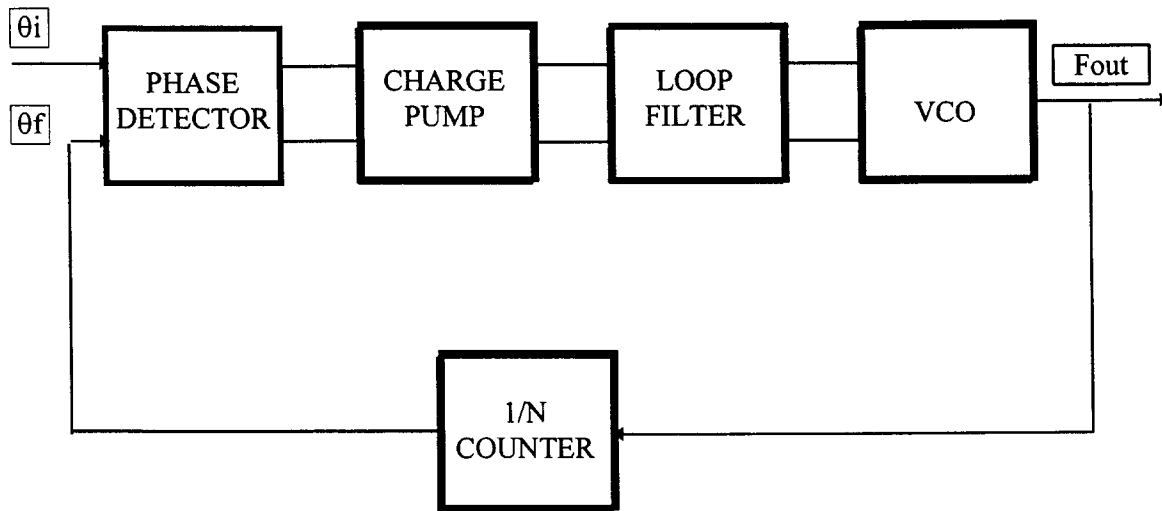 θi
θf
PHASE
DETECTOR
CHARGE
PUMP
LOOP
FILTER
VCO
Fout
1/N
COUNTER